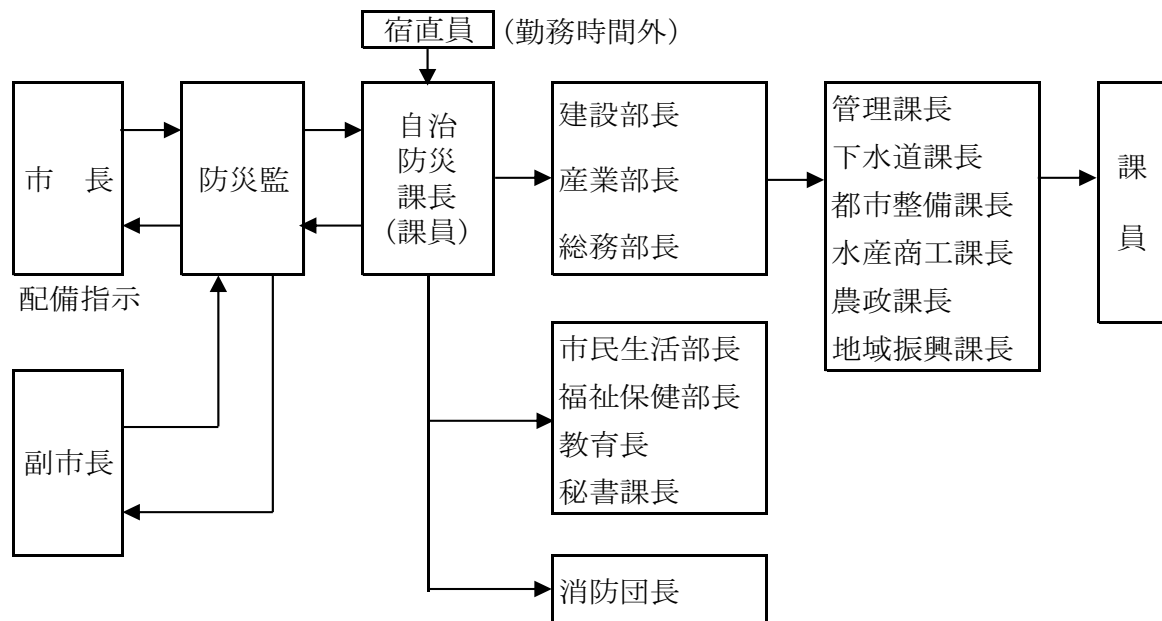 宿直員 (勤務時間外)
市　長
配備指示
副市長
防災監
自治
防災
課長
(課員)
建設部長
産業部長
総務部長
市民生活部長
福祉保健部長
教育長
秘書課長
消防団長
管理課長
下水道課長
都市整備課長
水産商工課長
農政課長
地域振興課長
課
員